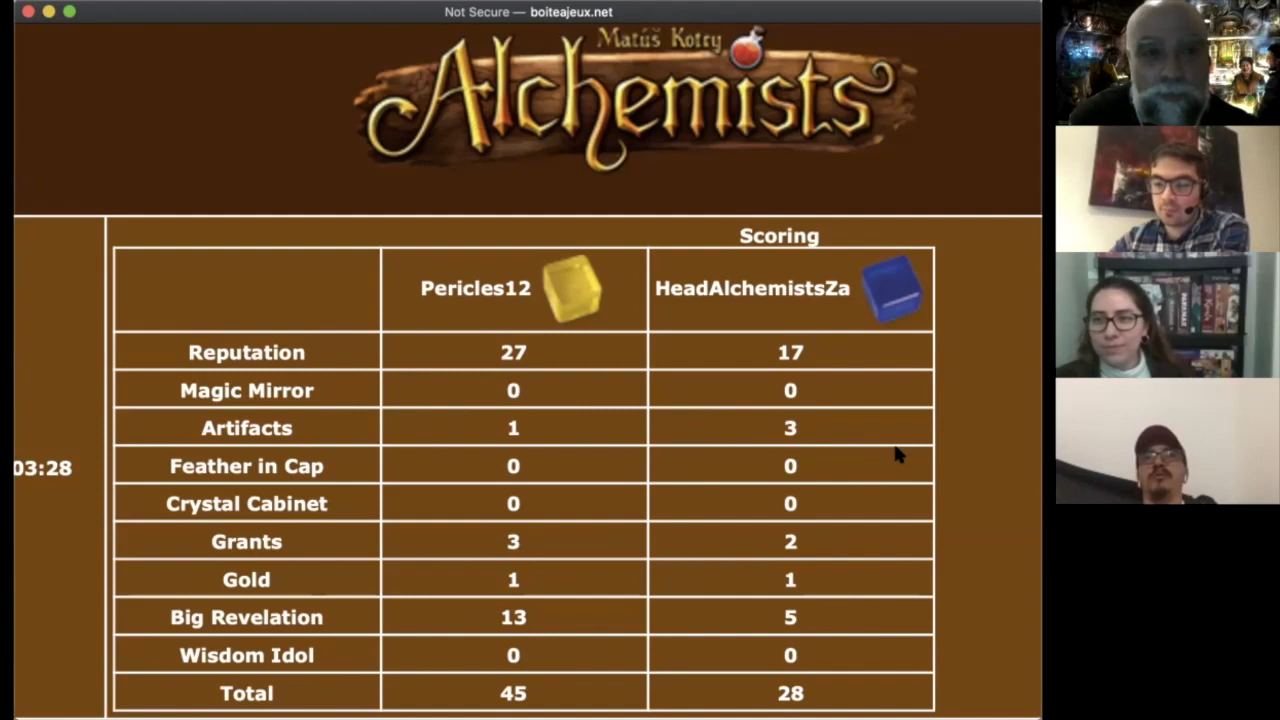 Not Secure — boiteajeux.net
Matúš Kotry
Alchemists
Scoring
Pericles12 HeadAlchemistsZa
Reputation 27 17
Magic Mirror 0 0
Artifacts 1 3
03:28
Feather in Cap 0 0
Crystal Cabinet 0 0
Grants 3 2
Gold 1 1
Big Revelation 13 5
Wisdom Idol 0 0
Total 45 28